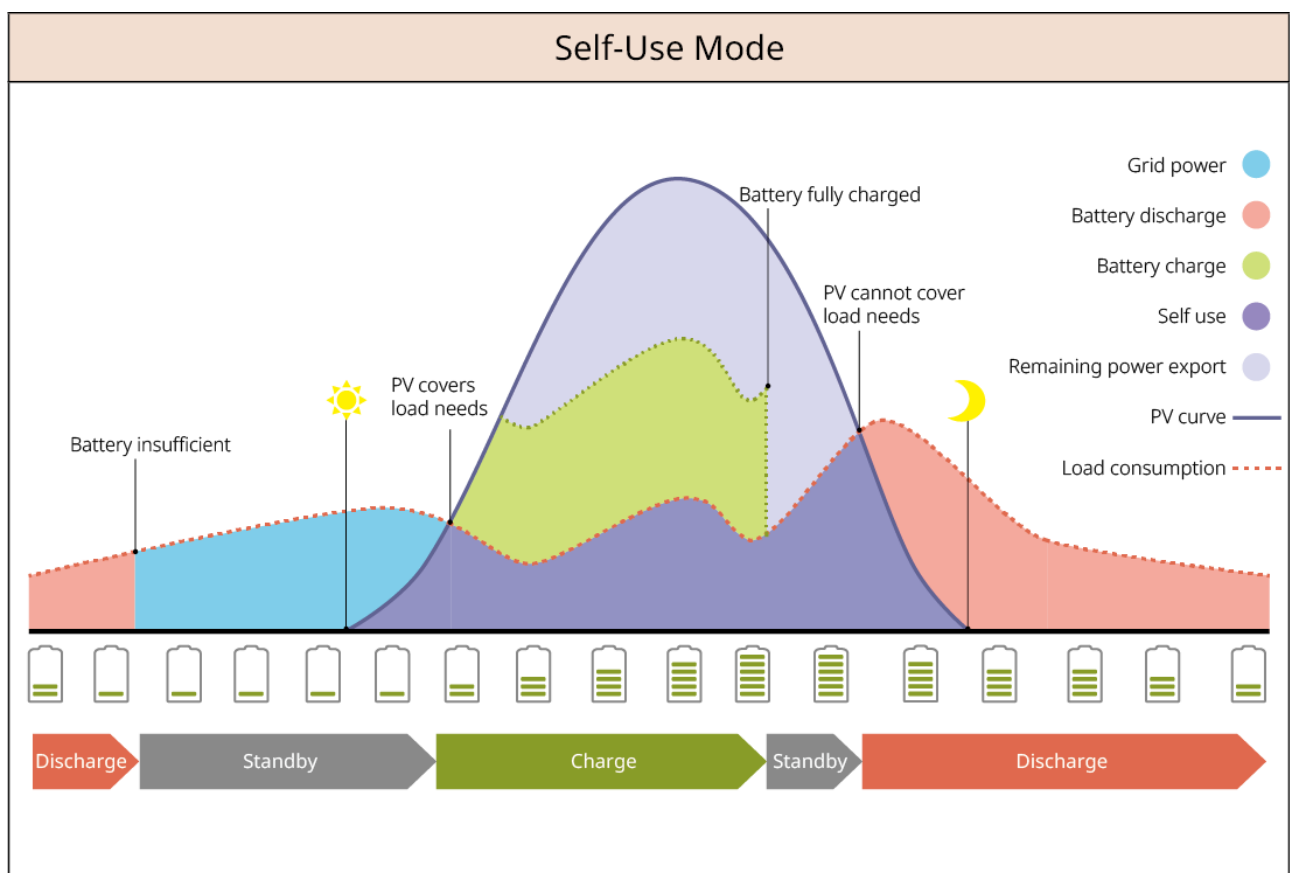 Self-Use Mode
Grid power
Battery discharge
Battery charge
Self use
Remaining power export
PV curve
Load consumption
Battery fully charged
PV cannot cover
load needs
PV covers
load needs
Battery insufficient
Discharge
Standby
Charge
Standby
Discharge